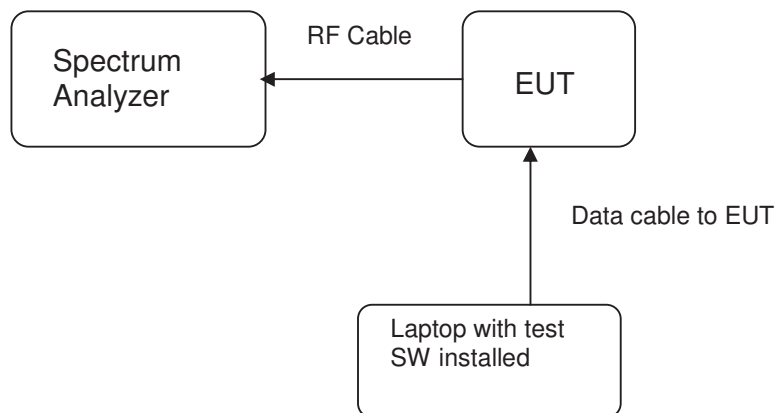 RF Cable
Spectrum
Analyzer
EUT
Data cable to EUT
Laptop with test
SW installed